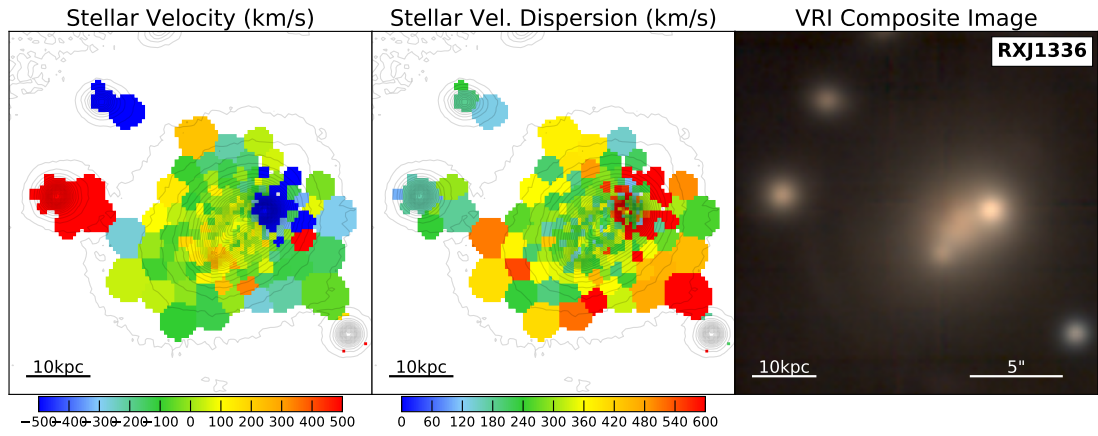 Stellar Velocity (km/s)
Stellar Vel. Dispersion (km/s)
VRI Composite Image
RXJ1336
10kpc
10kpc
10kpc
5"
−500 −400 −300 −200 −100 0 100 200 300 400 500
0 60 120 180 240 300 360 420 480 540 600